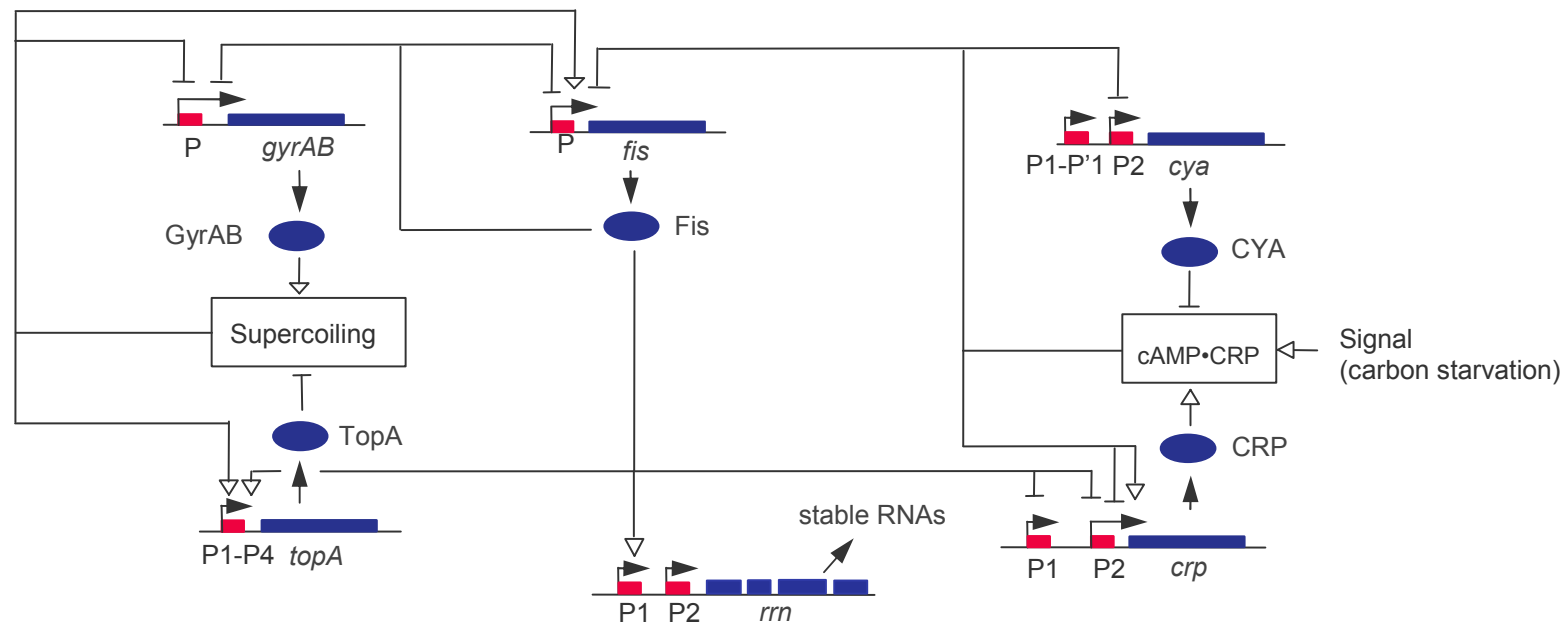 P
gyrAB
P
fis
P1-P’1 P2 cya
GyrAB
Fis
CYA
Supercoiling
cAMP•CRP
Signal
(carbon starvation)
TopA
CRP
P1-P4 topA
stable RNAs
P1 P2 crp
P1 P2 rrn